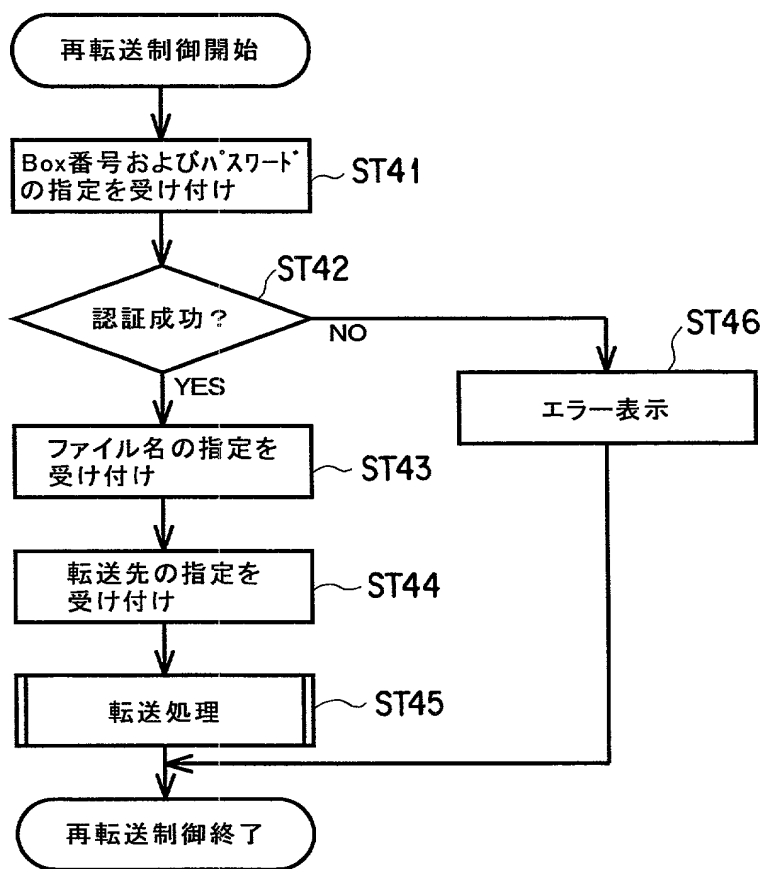 再転送制御開始
Box番号およびﾊﾟｽﾜｰﾄﾞ
の指定を受け付け
ST41
ST42
認証成功？
NO
YES
ST46
エラー表示
ファイル名の指定を
受け付け
ST43
転送先の指定を
受け付け
ST44
転送処理
ST45
再転送制御終了